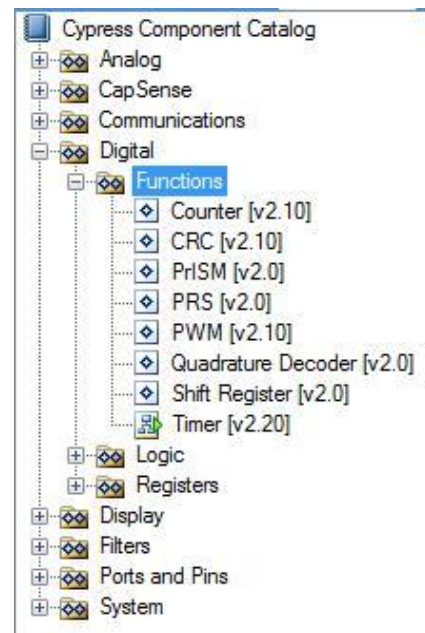 Cypress Component Catalog
Analog
CapSense
Communications
Digital
Functions
Counter [v2.10]
CRC [v2.10]
PrISM [v2.0]
PRS [v2.0]
PWM [v2.10]
Quadrature Decoder [v2.0]
Shift Register [v2.0]
Timer [v2.20]
Logic
Registers
Display
Filters
Ports and Pins
System